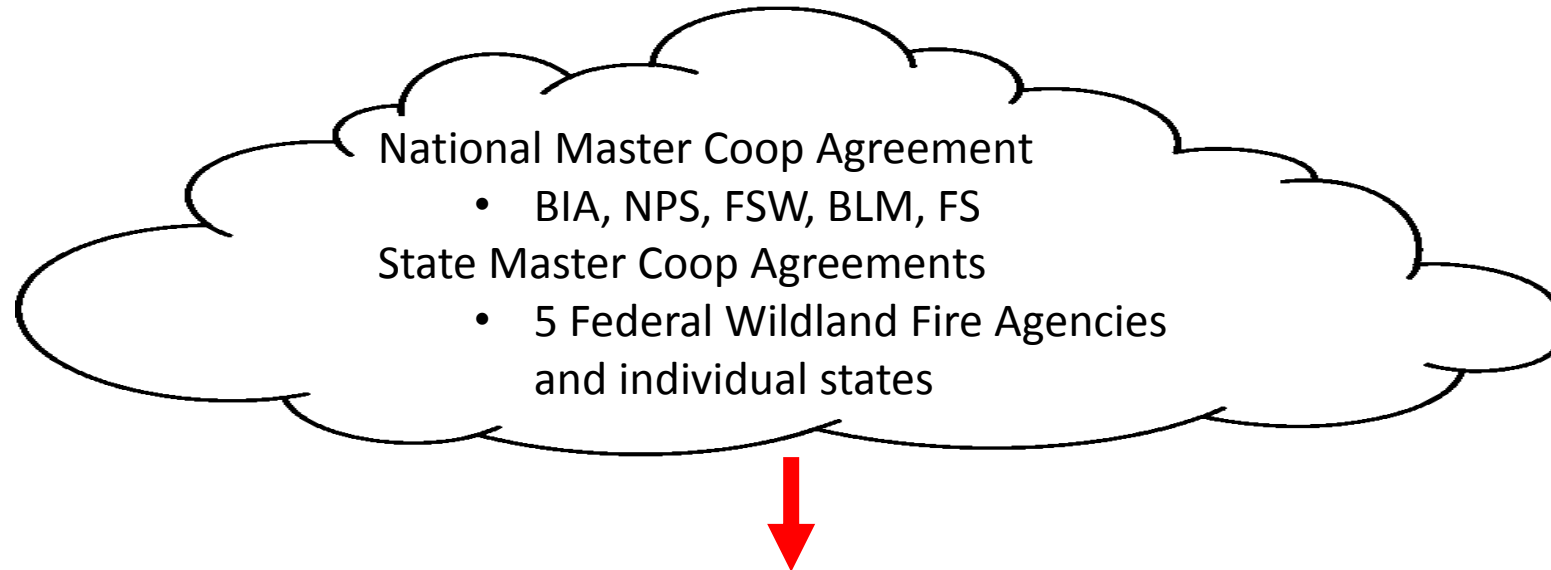 National Master Coop Agreement
• BIA, NPS, FSW, BLM, FS
State Master Coop Agreements
• 5 Federal Wildland Fire Agencies
and individual states